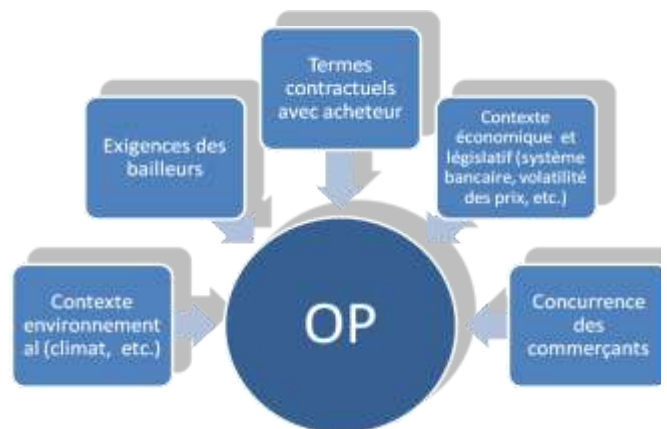 Termes
contractuels
avec acheteur
Exigences des
bailleurs
Contexte
économique et
législatif (système
bancaire, volatilité
des prix, etc.)
Contexte
environnement
al (climat, etc.)
OP
Concurrence
des
commerçants